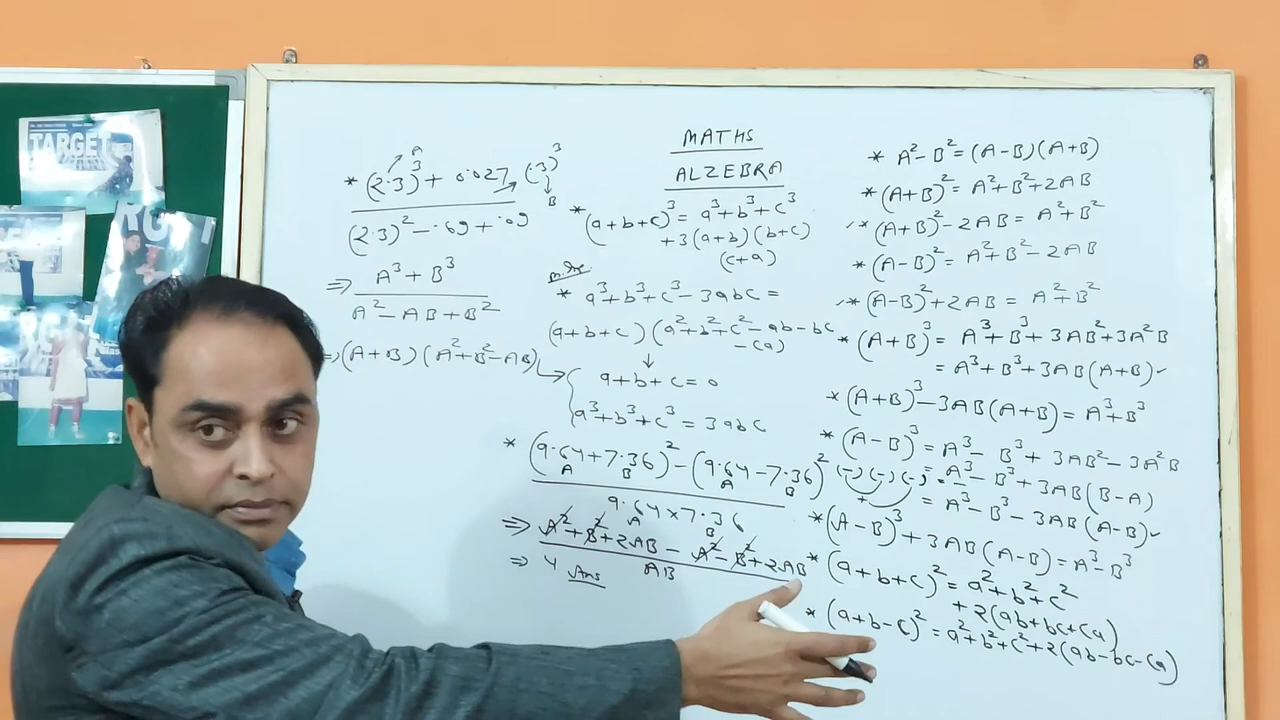 TARGET
MATHS
ALZEBRA
* (2.3)³ + 0.027 (.3)³
A
B
(2.3)² - .69 + .09
⇒ A³ + B³
A² - AB + B²
⇒ (A+B) (A²+B²-AB)
* (a+b+c)³ = a³+b³+c³
+3(a+b)(b+c)
(c+a)
* a³+b³+c³-3abc =
(a+b+c) (a²+b²+c²-ab-bc
-ca)
↓
a+b+c=0
a³+b³+c³=3abc
* (9.64+7.36)² - (9.64-7.36)²
A B A B
9.64×7.36
A B
⇒ A²+B²+2AB - A²-B²+2AB
AB
⇒ 4 Ans
* A²-B²=(A-B)(A+B)
* (A+B)² = A²+B²+2AB
* (A+B)²-2AB = A²+B²
* (A-B)² = A²+B²-2AB
* (A-B)²+2AB = A²+B²
* (A+B)³ = A³+B³+3AB²+3A²B
= A³+B³+3AB(A+B)
* (A+B)³-3AB(A+B) = A³+B³
* (A-B)³ = A³-B³+3AB²-3A²B
(-)(-)(-) = - = A³-B³+3AB(B-A)
+
= A³-B³-3AB(A-B)
* (A-B)³+3AB(A-B) = A³-B³
* (a+b+c)² = a²+b²+c²
+2(ab+bc+ca)
* (a+b-c)² = a²+b²+c²+2(ab-bc-ca)